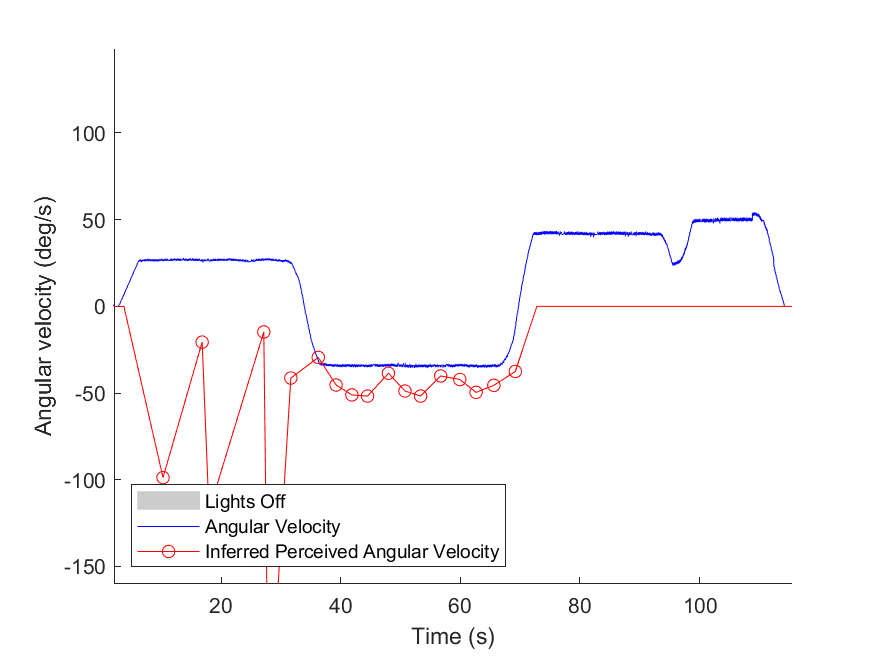 100
50
0
-50
-100
-150
Angular velocity (deg/s)
Lights Off
Angular Velocity
Inferred Perceived Angular Velocity
20 40 60 80 100
Time (s)